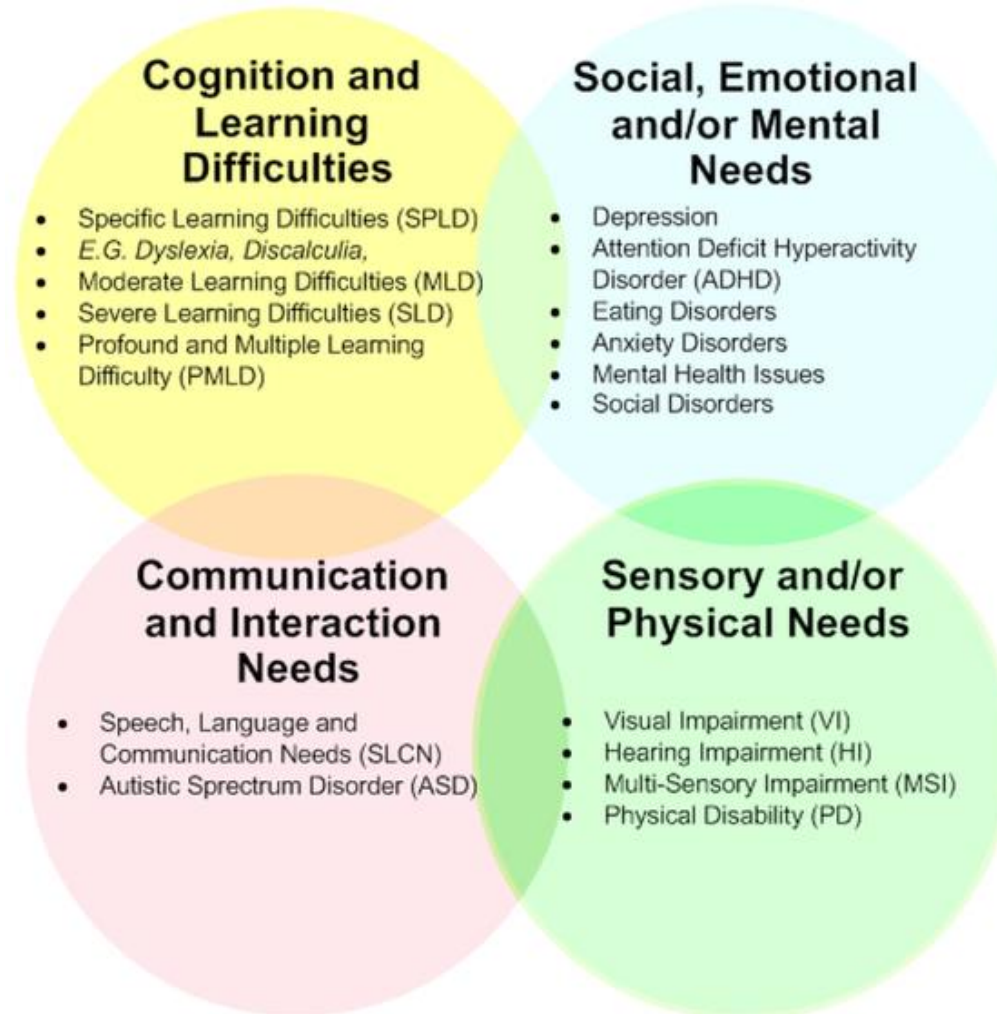 Cognition and
Learning
Difficulties
• Specific Learning Difficulties (SPLD)
• E.G. Dyslexia, Discalculia,
• Moderate Learning Difficulties (MLD)
• Severe Learning Difficulties (SLD)
• Profound and Multiple Learning
Difficulty (PMLD)
Social, Emotional
and/or Mental
Needs
• Depression
• Attention Deficit Hyperactivity
Disorder (ADHD)
• Eating Disorders
• Anxiety Disorders
• Mental Health Issues
• Social Disorders
Communication
and Interaction
Needs
• Speech, Language and
Communication Needs (SLCN)
• Autistic Sprectrum Disorder (ASD)
Sensory and/or
Physical Needs
• Visual Impairment (VI)
• Hearing Impairment (HI)
• Multi-Sensory Impairment (MSI)
• Physical Disability (PD)